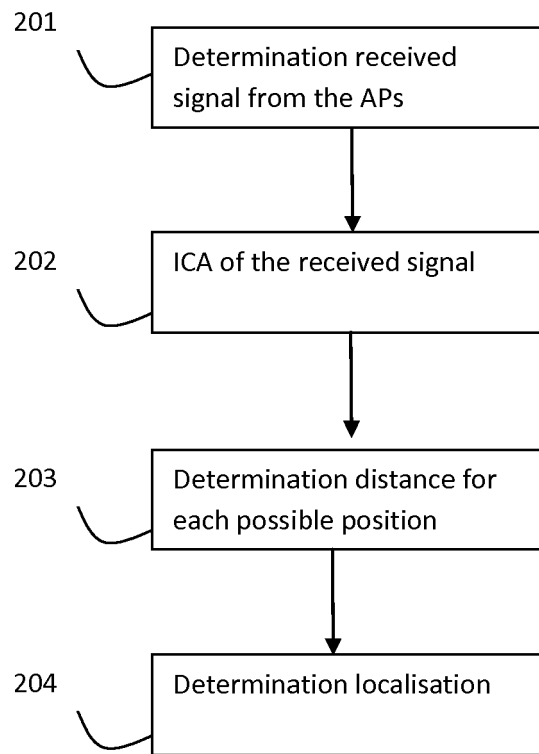 201
Determination received
signal from the APs
202
ICA of the received signal
203
Determination distance for
each possible position
204
Determination localisation